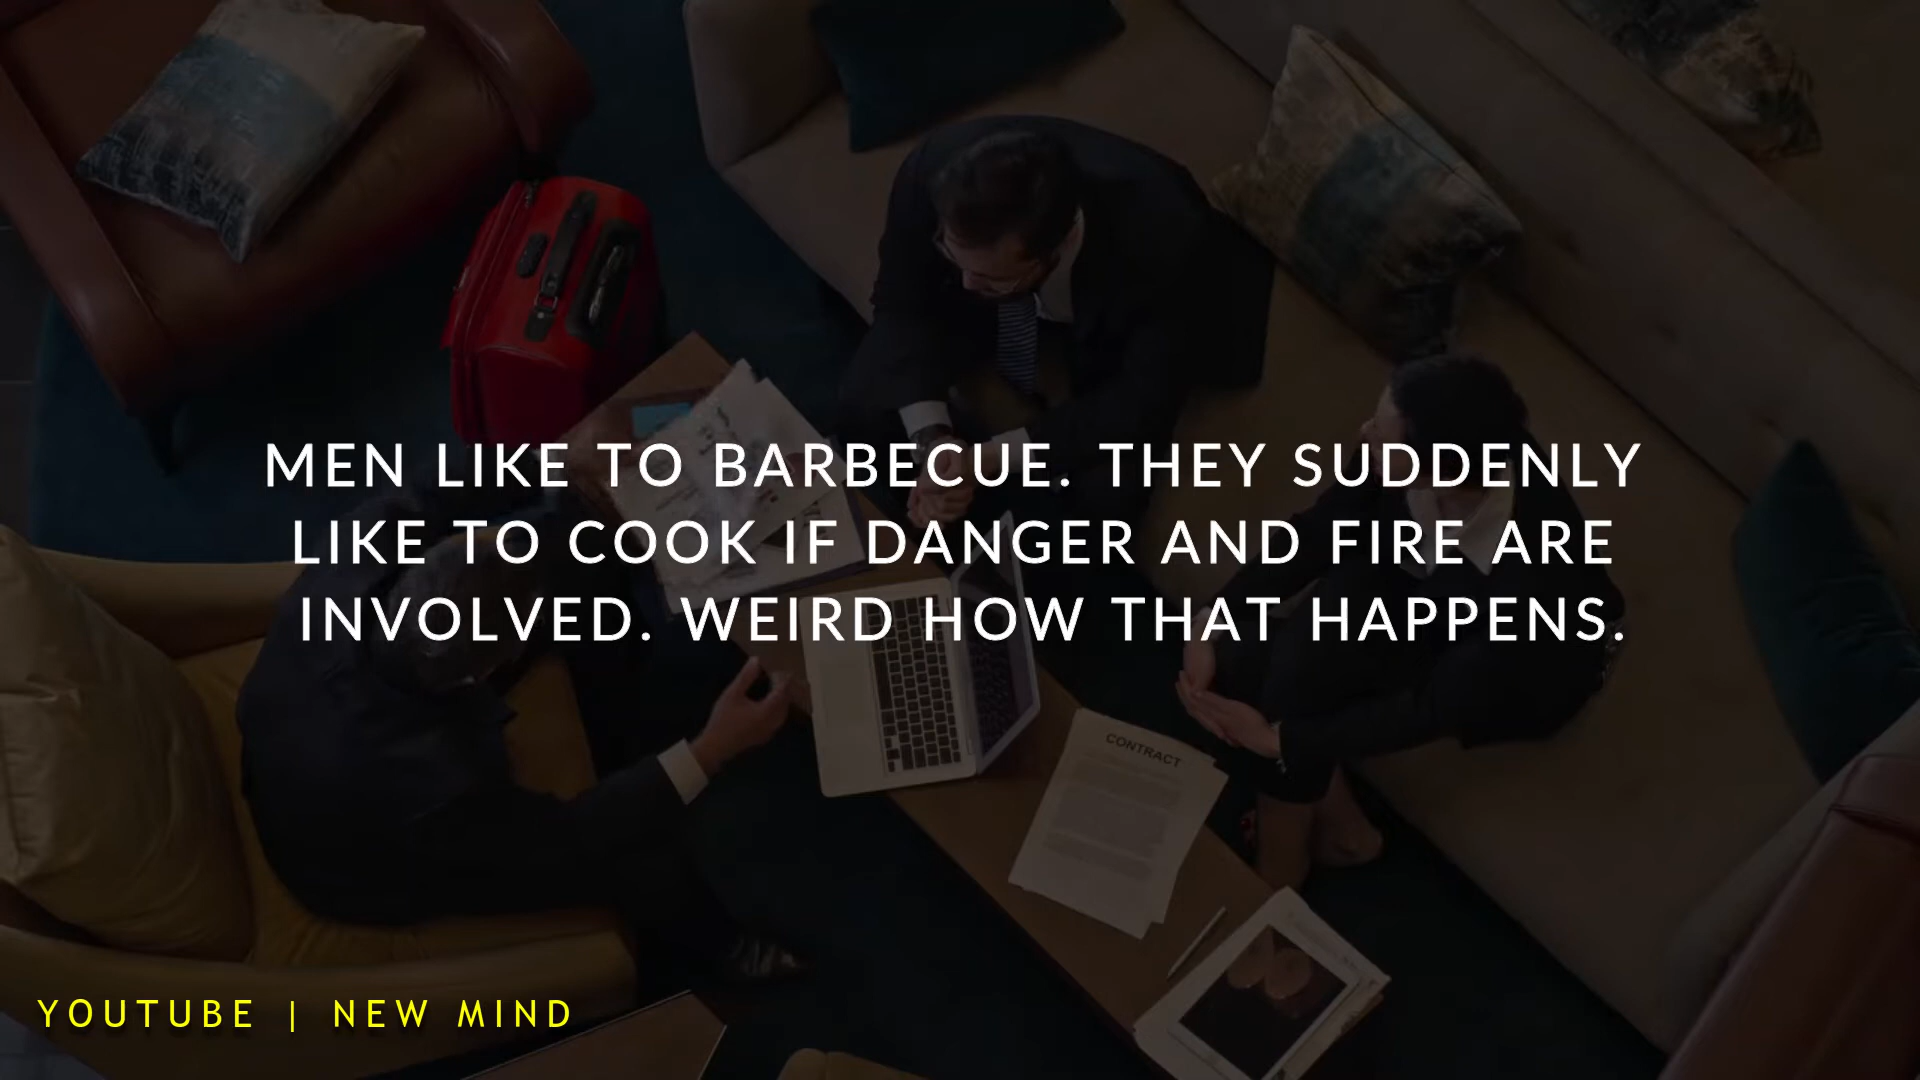 MEN LIKE TO BARBECUE. THEY SUDDENLY
LIKE TO COOK IF DANGER AND FIRE ARE
INVOLVED. WEIRD HOW THAT HAPPENS.
CONTRACT
YOUTUBE | NEW MIND